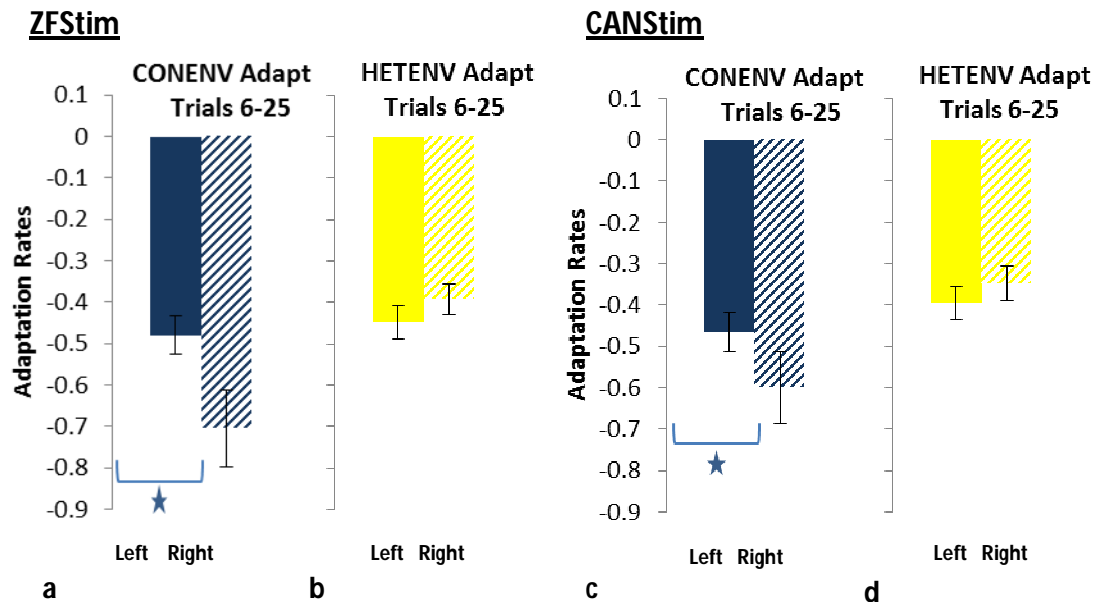 ZFStim
CANStim
CONENV Adapt
Trials 6-25
HETENV Adapt
Trials 6-25
CONENV Adapt
Trials 6-25
HETENV Adapt
Trials 6-25
Adaptation Rates
0.1
0
-0.1
-0.2
-0.3
-0.4
-0.5
-0.6
-0.7
-0.8
-0.9
Adaptation Rates
0.1
0
-0.1
-0.2
-0.3
-0.4
-0.5
-0.6
-0.7
-0.8
-0.9
Left Right
Left Right
Left Right
Left Right
a
b
c
d